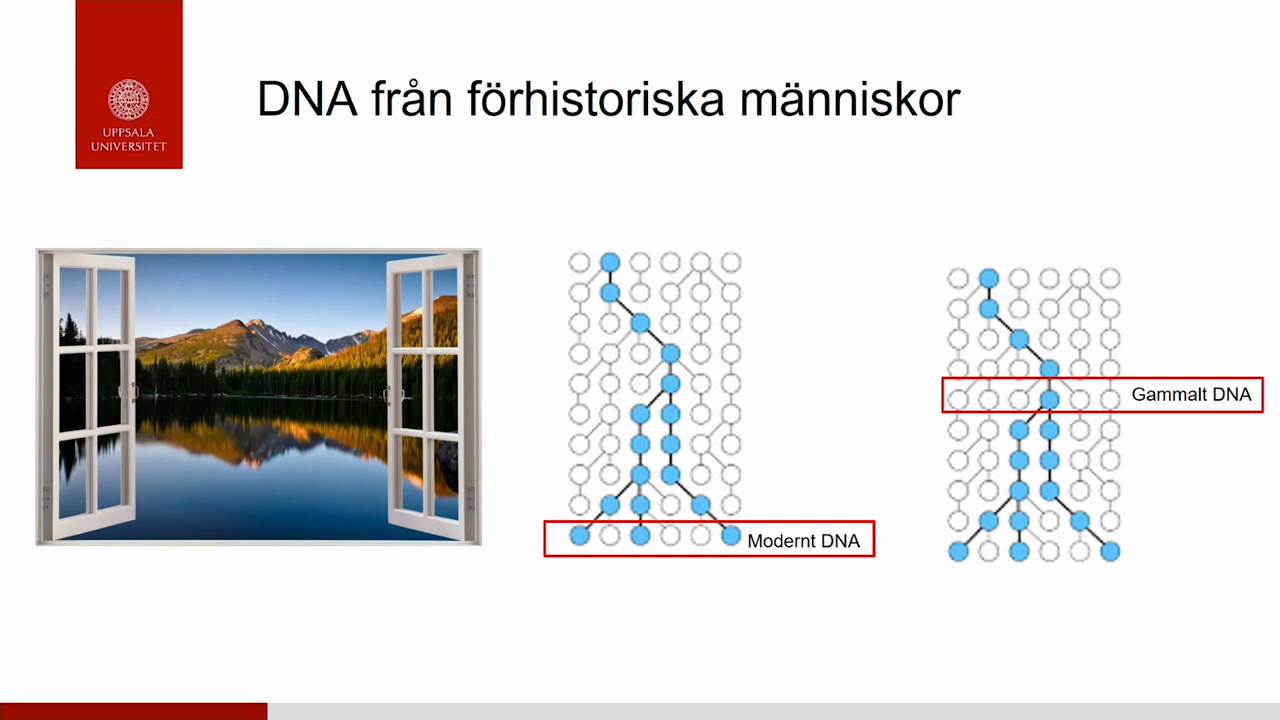 DNA från förhistoriska människor
UPPSALA
UNIVERSITET
Gammalt DNA
Modernt DNA